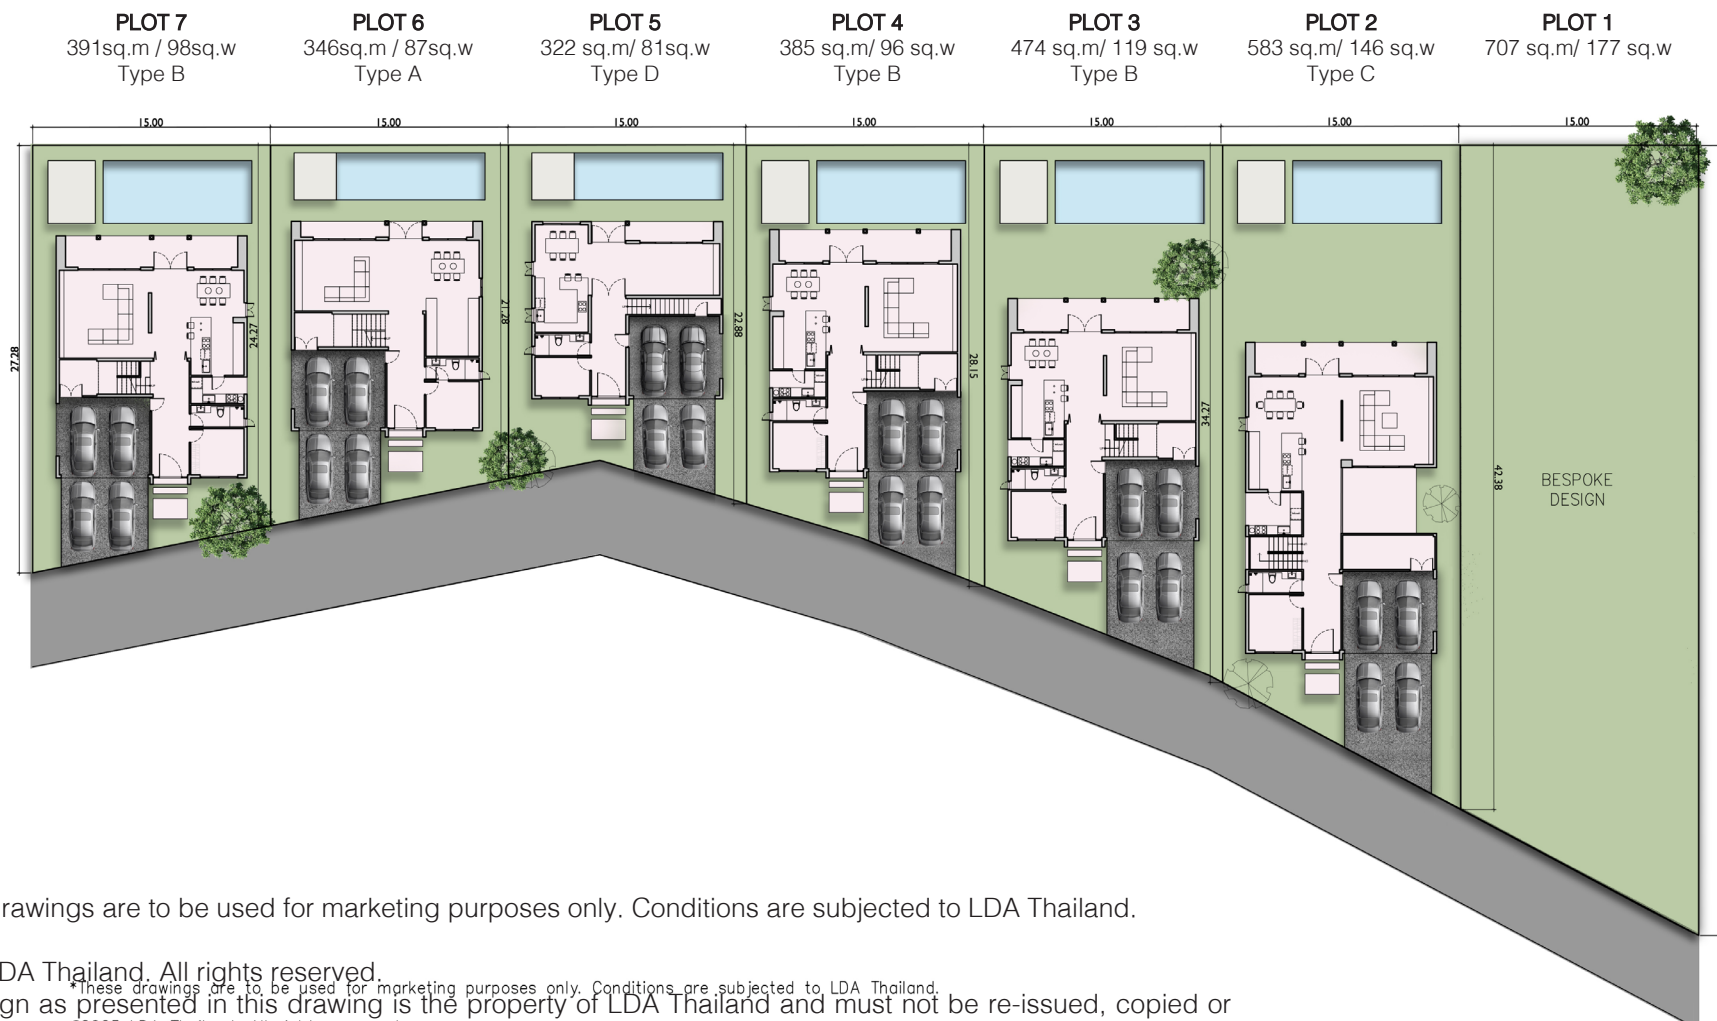 PLOT 7
391sq.m / 98sq.w
Type B
PLOT 6
346sq.m / 87sq.w
Type A
PLOT 5
322 sq.m/ 81sq.w
Type D
PLOT 4
385 sq.m/ 96 sq.w
Type B
PLOT 3
474 sq.m/ 119 sq.w
Type B
PLOT 2
583 sq.m/ 146 sq.w
Type C
PLOT 1
707 sq.m/ 177 sq.w
15.00 15.00 15.00 15.00 15.00 15.00 15.00
27.28
24.27
21.28
22.88
28.15
34.27
42.38
BESPOKE
DESIGN
rawings are to be used for marketing purposes only. Conditions are subjected to LDA Thailand.
DA Thailand. All rights reserved.
*These drawings are to be used for marketing purposes only. Conditions are subjected to LDA Thailand.
gn as presented in this drawing is the property of LDA Thailand and must not be re-issued, copied or